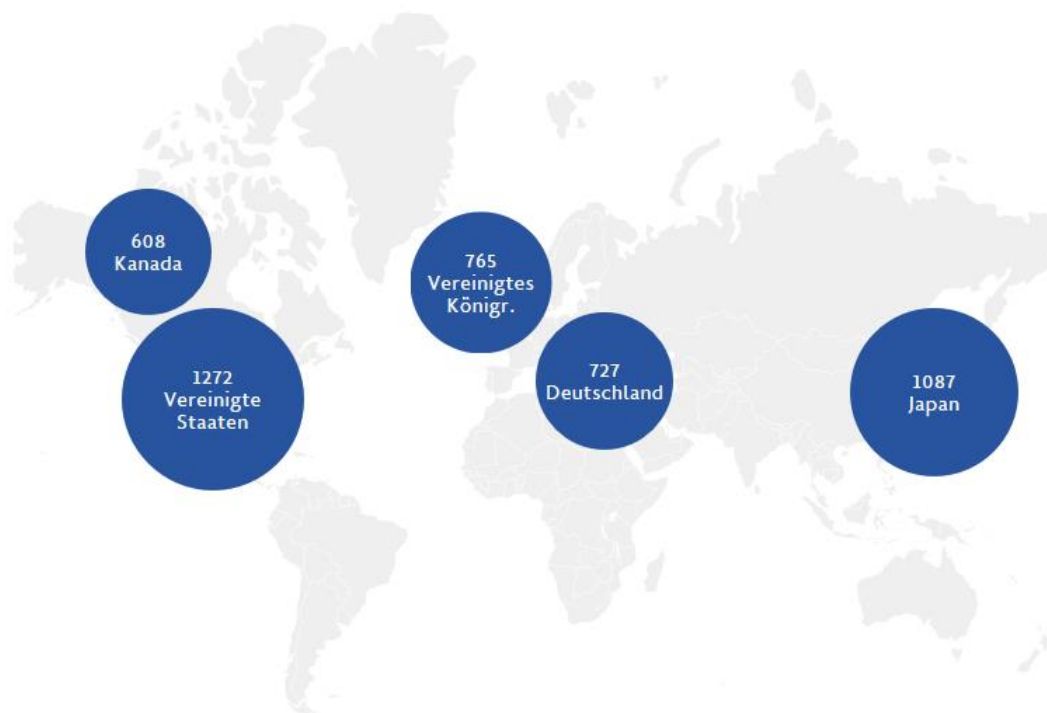 608
Kanada
765
Vereinigtes
Königr.
1272
Vereinigte
Staaten
727
Deutschland
1087
Japan